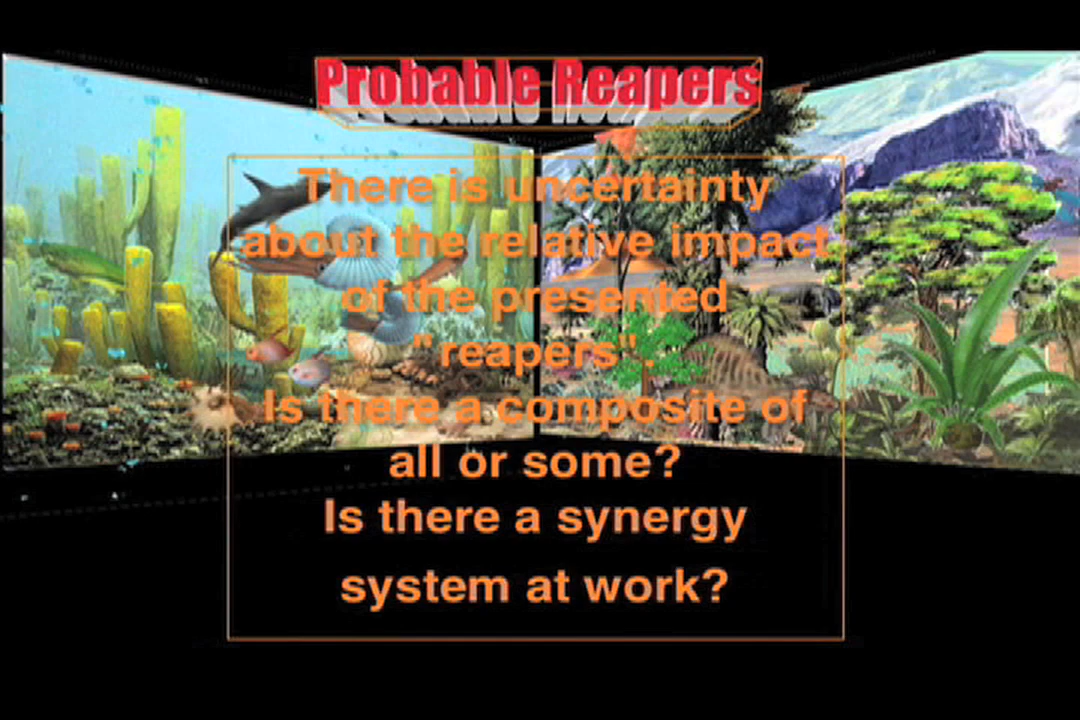 Probable Reapers
There is uncertainty
about the relative impact
of the presented
"reapers".
Is there a composite of
all or some?
Is there a synergy
system at work?